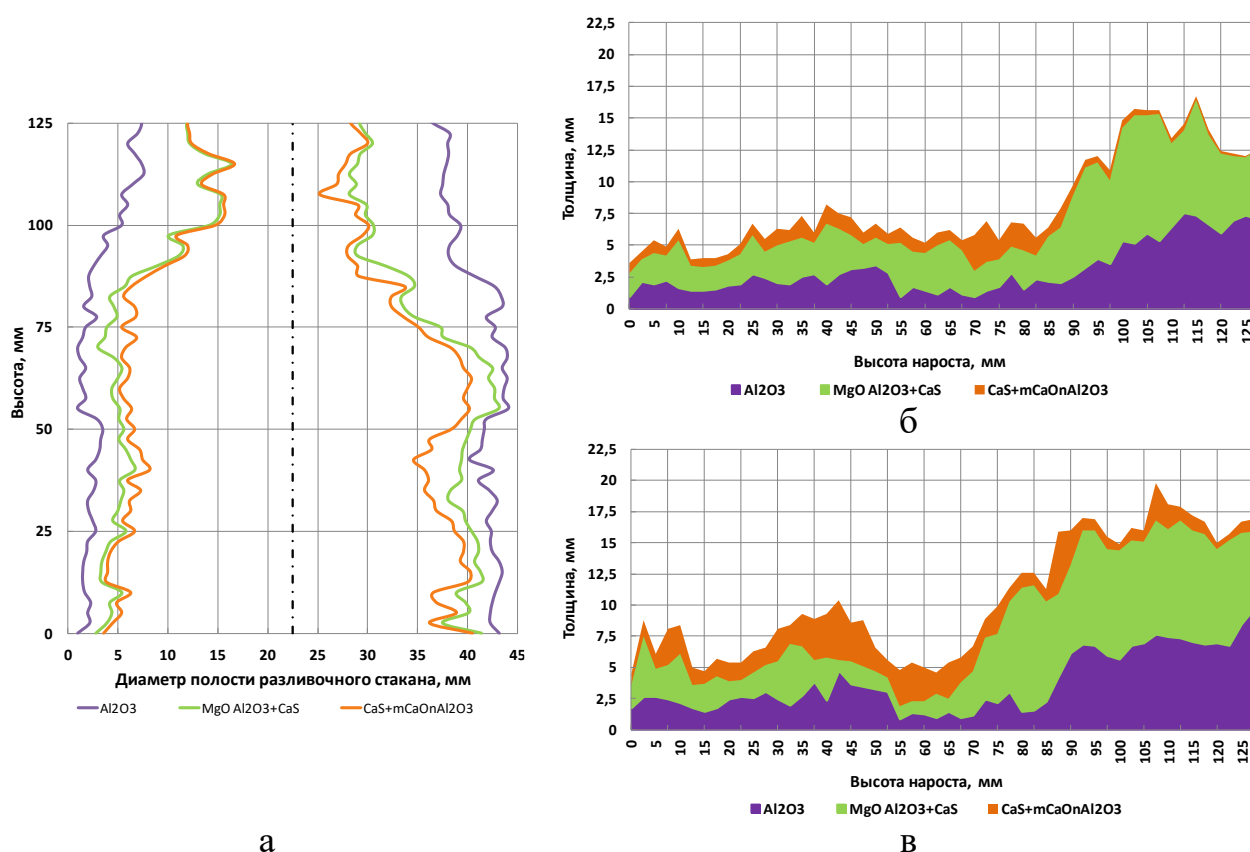 125
100
75
50
25
0
Высота, мм
0 5 10 15 20 25 30 35 40 45
Диаметр полости разливочного стакана, мм
Al2O3 MgO Al2O3+CaS CaS+mCaOnAl2O3
а
22,5
20
17,5
15
12,5
10
7,5
5
2,5
0
Толщина, мм
0 5 10 15 20 25 30 35 40 45 50 55 60 65 70 75 80 85 90 95 100 105 115 120 125
Высота нароста, мм
Al2O3 MgO Al2O3+CaS CaS+mCaOnAl2O3
б
22,5
20
17,5
15
12,5
10
7,5
5
2,5
0
Толщина, мм
0 5 10 15 20 25 30 35 40 45 50 55 60 65 70 75 80 85 90 95 100 105 110 115 120 125
Высота нароста, мм
Al2O3 MgO Al2O3+CaS CaS+mCaOnAl2O3
в